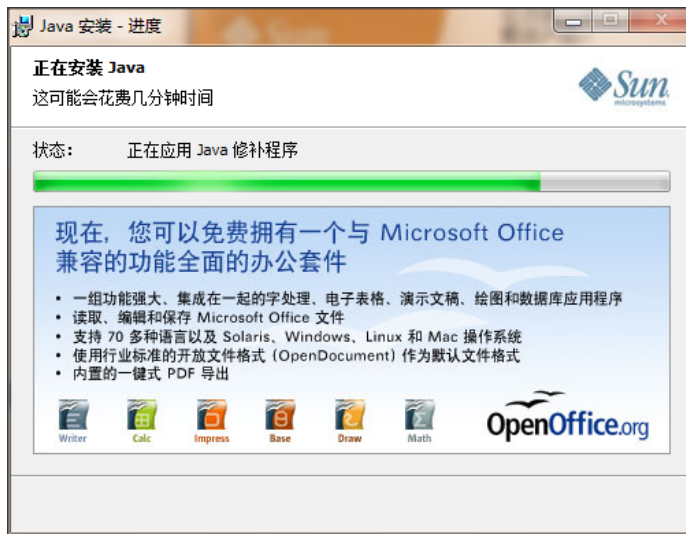 Java 安装 - 进度
正在安装 Java
这可能会花费几分钟时间
Sun
microsystems
状态： 正在应用 Java 修补程序
现在，您可以免费拥有一个与 Microsoft Office
兼容的功能全面的办公套件
• 一组功能强大、集成在一起的字处理、电子表格、演示文稿、绘图和数据库应用程序
• 读取、编辑和保存 Microsoft Office 文件
• 支持 70 多种语言以及 Solaris、Windows、Linux 和 Mac 操作系统
• 使用行业标准的开放文件格式 (OpenDocument) 作为默认文件格式
• 内置的一键式 PDF 导出
Writer Calc Impress Base Draw Math
OpenOffice.org